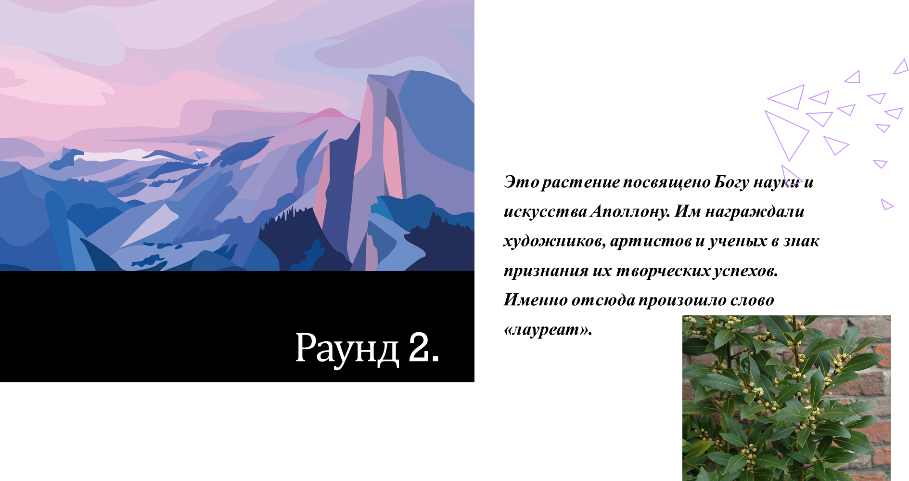 Раунд 2.
Это растение посвящено Богу науки и
искусства Аполлону. Им награждали
художников, артистов и ученых в знак
признания их творческих успехов.
Именно отсюда произошло слово
«лауреат».